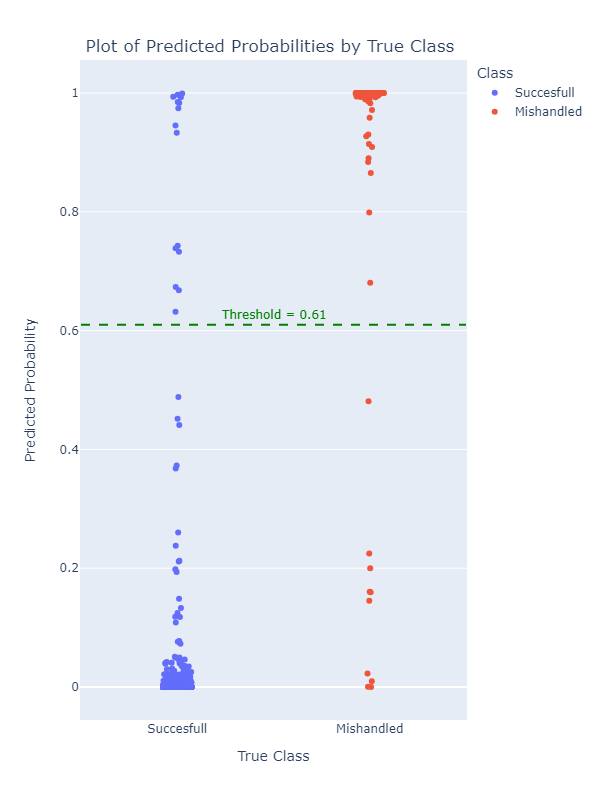 Plot of Predicted Probabilities by True Class
Class
Succesfull
Mishandled
1
0.8
Threshold = 0.61
0.6
0.4
0.2
0
Predicted Probability
Succesfull
Mishandled
True Class